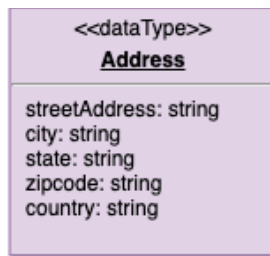 <<dataType>>
Address
streetAddress: string
city: string
state: string
zipcode: string
country: string